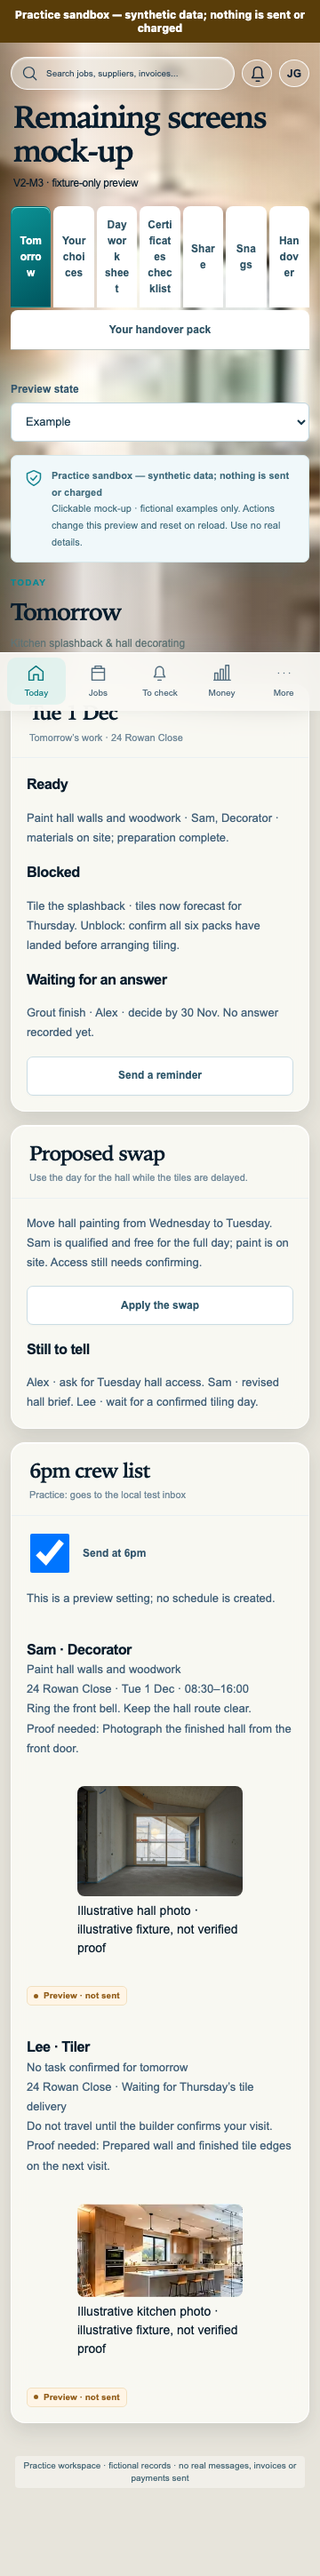 Practice sandbox — synthetic data; nothing is sent or
charged
Search jobs, suppliers, invoices...
JG
Remaining screens
mock-up
V2-M3 · fixture-only preview
Tom
orro
w
Your
choi
ces
Day
wor
k
shee
t
Certi
ficat
es
chec
klist
Shar
e
Sna
gs
Han
dov
er
Your handover pack
Preview state
Example
Practice sandbox — synthetic data; nothing is sent
or charged
Clickable mock-up · fictional examples only. Actions
change this preview and reset on reload. Use no real
details.
TODAY
Tomorrow
Kitchen splashback & hall decorating
Today
Jobs
To check
Money
More
Tue 1 Dec
Tomorrow's work · 24 Rowan Close
Ready
Paint hall walls and woodwork · Sam, Decorator ·
materials on site; preparation complete.
Blocked
Tile the splashback · tiles now forecast for
Thursday. Unblock: confirm all six packs have
landed before arranging tiling.
Waiting for an answer
Grout finish · Alex · decide by 30 Nov. No answer
recorded yet.
Send a reminder
Proposed swap
Use the day for the hall while the tiles are delayed.
Move hall painting from Wednesday to Tuesday.
Sam is qualified and free for the full day; paint is on
site. Access still needs confirming.
Apply the swap
Still to tell
Alex · ask for Tuesday hall access. Sam · revised
hall brief. Lee · wait for a confirmed tiling day.
6pm crew list
Practice: goes to the local test inbox
Send at 6pm
This is a preview setting; no schedule is created.
Sam · Decorator
Paint hall walls and woodwork
24 Rowan Close · Tue 1 Dec · 08:30–16:00
Ring the front bell. Keep the hall route clear.
Proof needed: Photograph the finished hall from the
front door.
Illustrative hall photo ·
illustrative fixture, not verified
proof
Preview · not sent
Lee · Tiler
No task confirmed for tomorrow
24 Rowan Close · Waiting for Thursday's tile
delivery
Do not travel until the builder confirms your visit.
Proof needed: Prepared wall and finished tile edges
on the next visit.
Illustrative kitchen photo ·
illustrative fixture, not verified
proof
Preview · not sent
Practice workspace · fictional records · no real messages, invoices or
payments sent